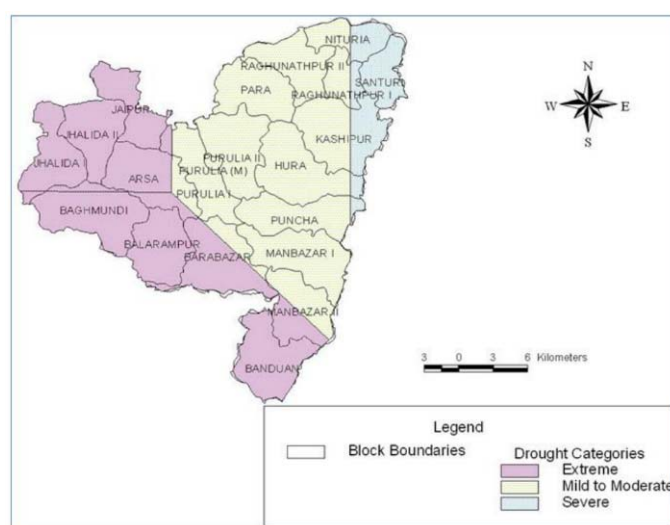 NITURIA
RAGHUNATHPUR II
SANTURI
PARA
RAGHUNATHPUR I
JAIPUR
JHALIDA II
KASHIPUR
PURULIA II
HURA
JHALIDA
PURULIA (M)
ARSA
PURULIA I
BAGHMUNDI
PUNCHA
BALARAMPUR
BARABAZAR
MANBAZAR I
MANBAZAR II
BANDUAN
N
W E
S
3 0 3 6 Kilometers
Legend
Block Boundaries
Drought Categories
Extreme
Mild to Moderate
Severe